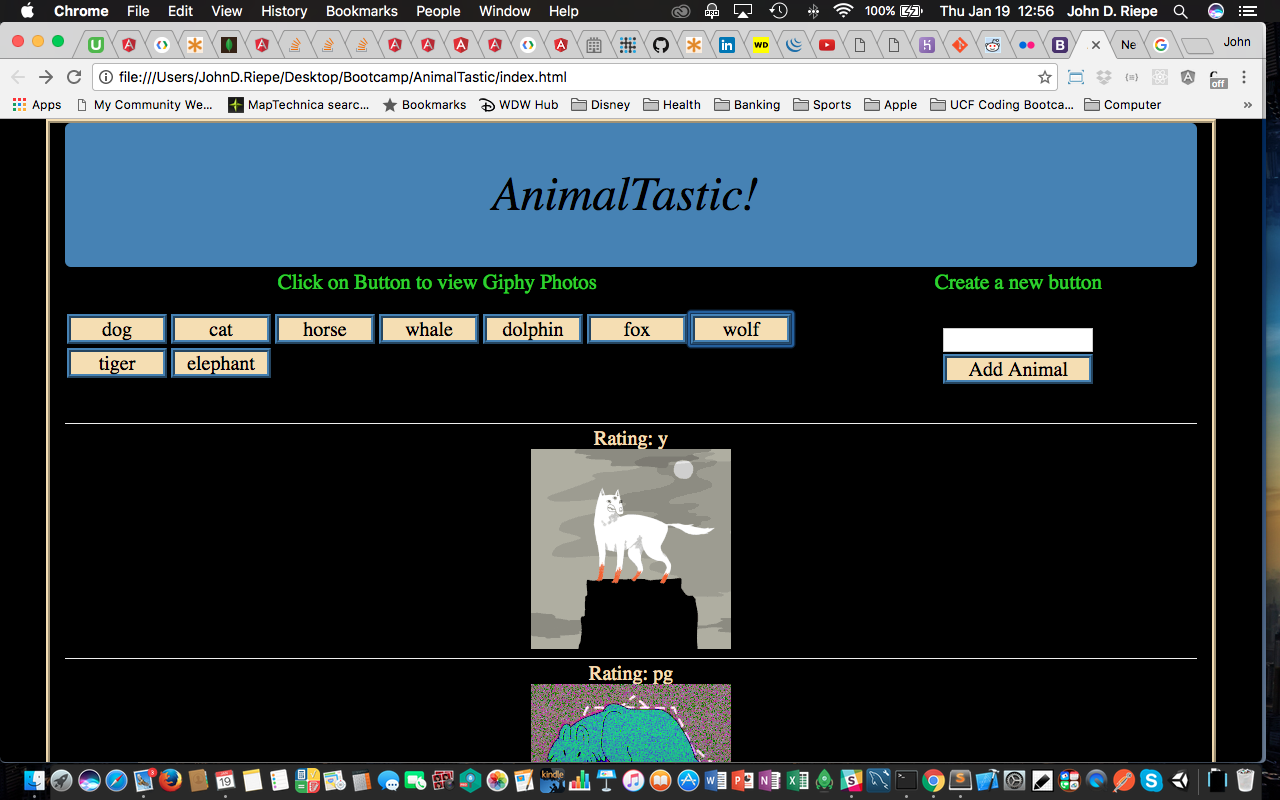 Chrome File Edit View History Bookmarks People Window Help 100% Thu Jan 19 12:56 John D. Riepe
Ne John
file:///Users/JohnD.Riepe/Desktop/Bootcamp/AnimalTastic/index.html
off
Apps My Community We... MapTechnica searc... Bookmarks WDW Hub Disney Health Banking Sports Apple UCF Coding Bootca... Computer »
AnimalTastic!
Click on Button to view Giphy Photos
Create a new button
dog cat horse whale dolphin fox wolf
tiger elephant
Add Animal
Rating: y
Rating: pg